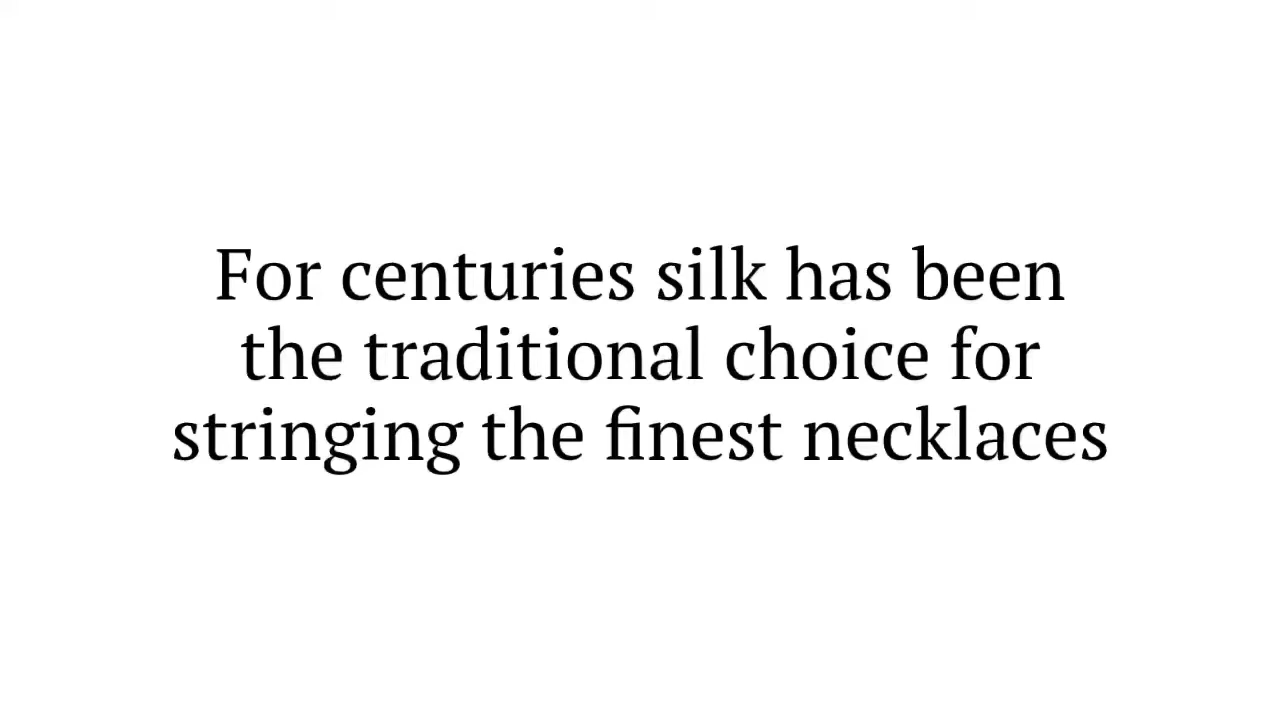 For centuries silk has been
the traditional choice for
stringing the finest necklaces